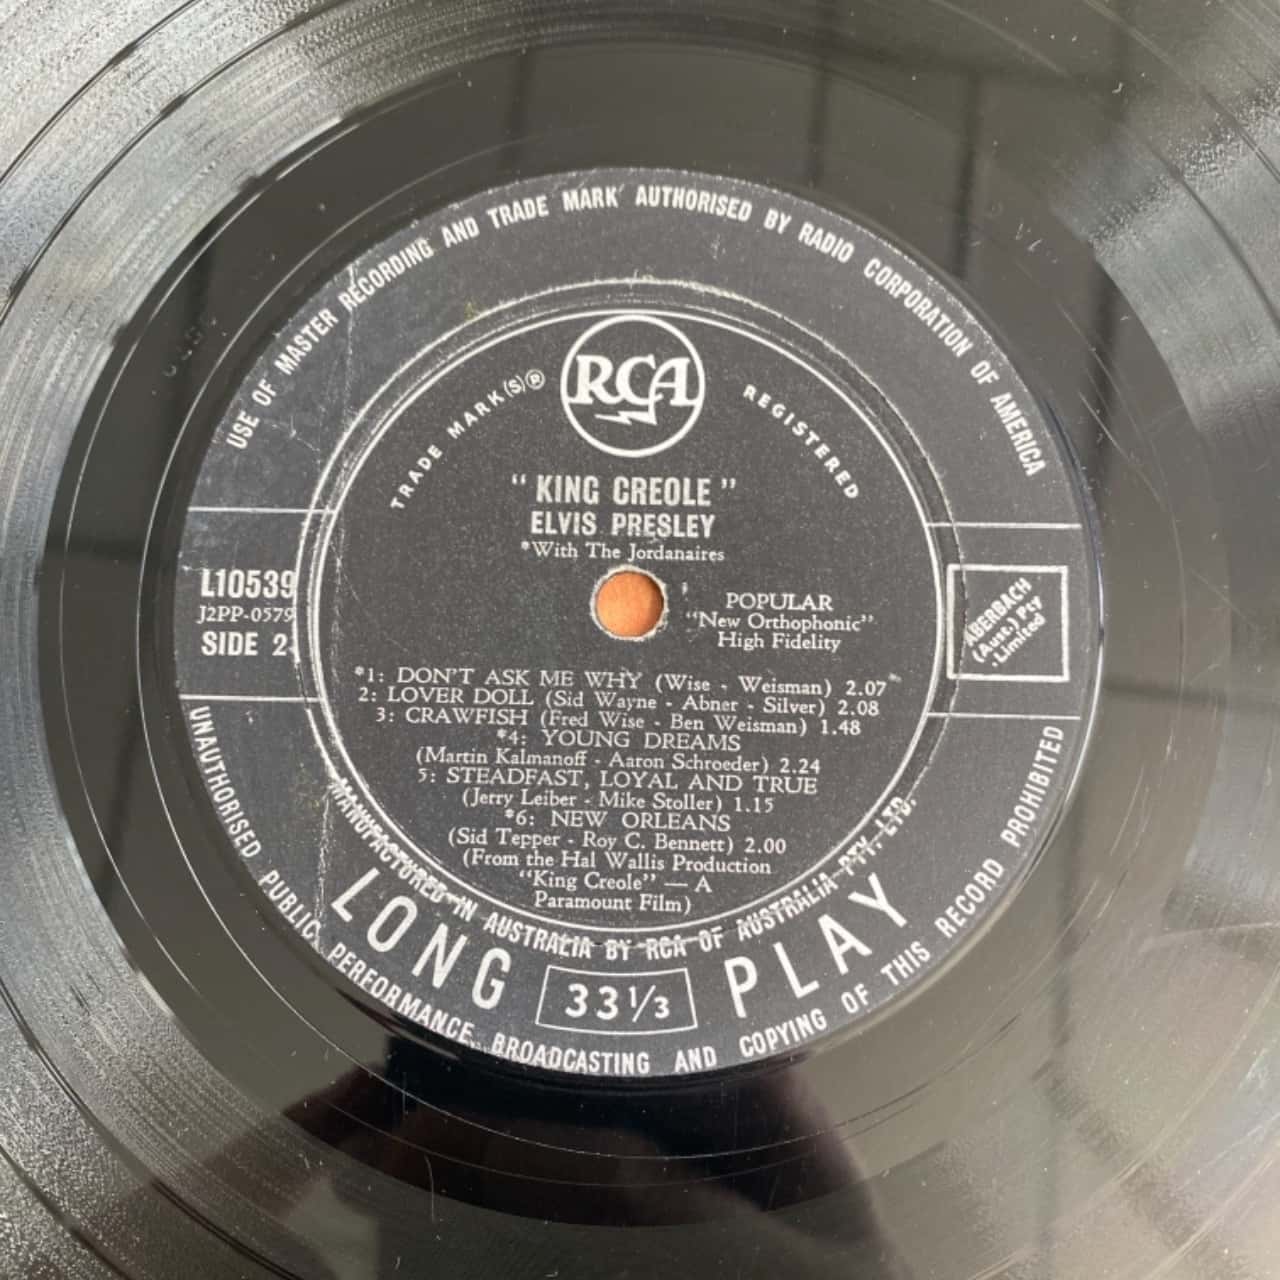 USE OF MASTER RECORDING AND TRADE MARK AUTHORISED BY RADIO CORPORATION OF AMERICA
RCA
TRADE MARK(S)® REGISTERED
"KING CREOLE"
ELVIS PRESLEY
*With The Jordanaires
L10539
J2PP-0579
SIDE 2
POPULAR
"New Orthophonic"
High Fidelity
ABERBACH
(Aust.) Pty
Limited
*1: DON'T ASK ME WHY (Wise - Weisman) 2.07
2: LOVER DOLL (Sid Wayne - Abner - Silver) 2.08
3: CRAWFISH (Fred Wise - Ben Weisman) 1.48
*4: YOUNG DREAMS
(Martin Kalmanoff - Aaron Schroeder) 2.24
5: STEADFAST, LOYAL AND TRUE
(Jerry Leiber - Mike Stoller) 1.15
*6: NEW ORLEANS
(Sid Tepper - Roy C. Bennett) 2.00
(From the Hal Wallis Production
"King Creole" — A
Paramount Film)
MANUFACTURED IN AUSTRALIA BY RCA OF AUSTRALIA PTY. LTD.
LONG 33 1/3 PLAY
UNAUTHORISED PUBLIC PERFORMANCE, BROADCASTING AND COPYING OF THIS RECORD PROHIBITED